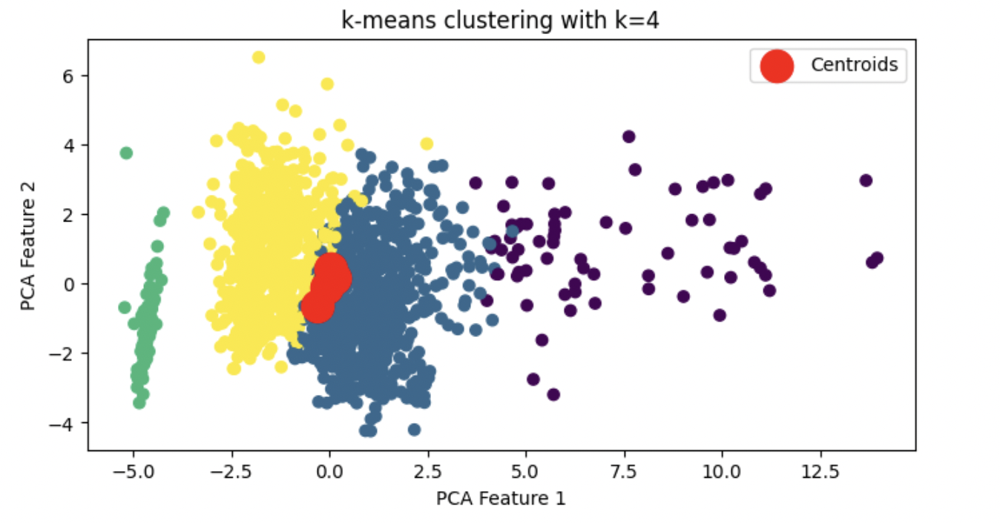 k-means clustering with k=4
Centroids
6
4
2
0
−2
−4
PCA Feature 2
−5.0 −2.5 0.0 2.5 5.0 7.5 10.0 12.5
PCA Feature 1